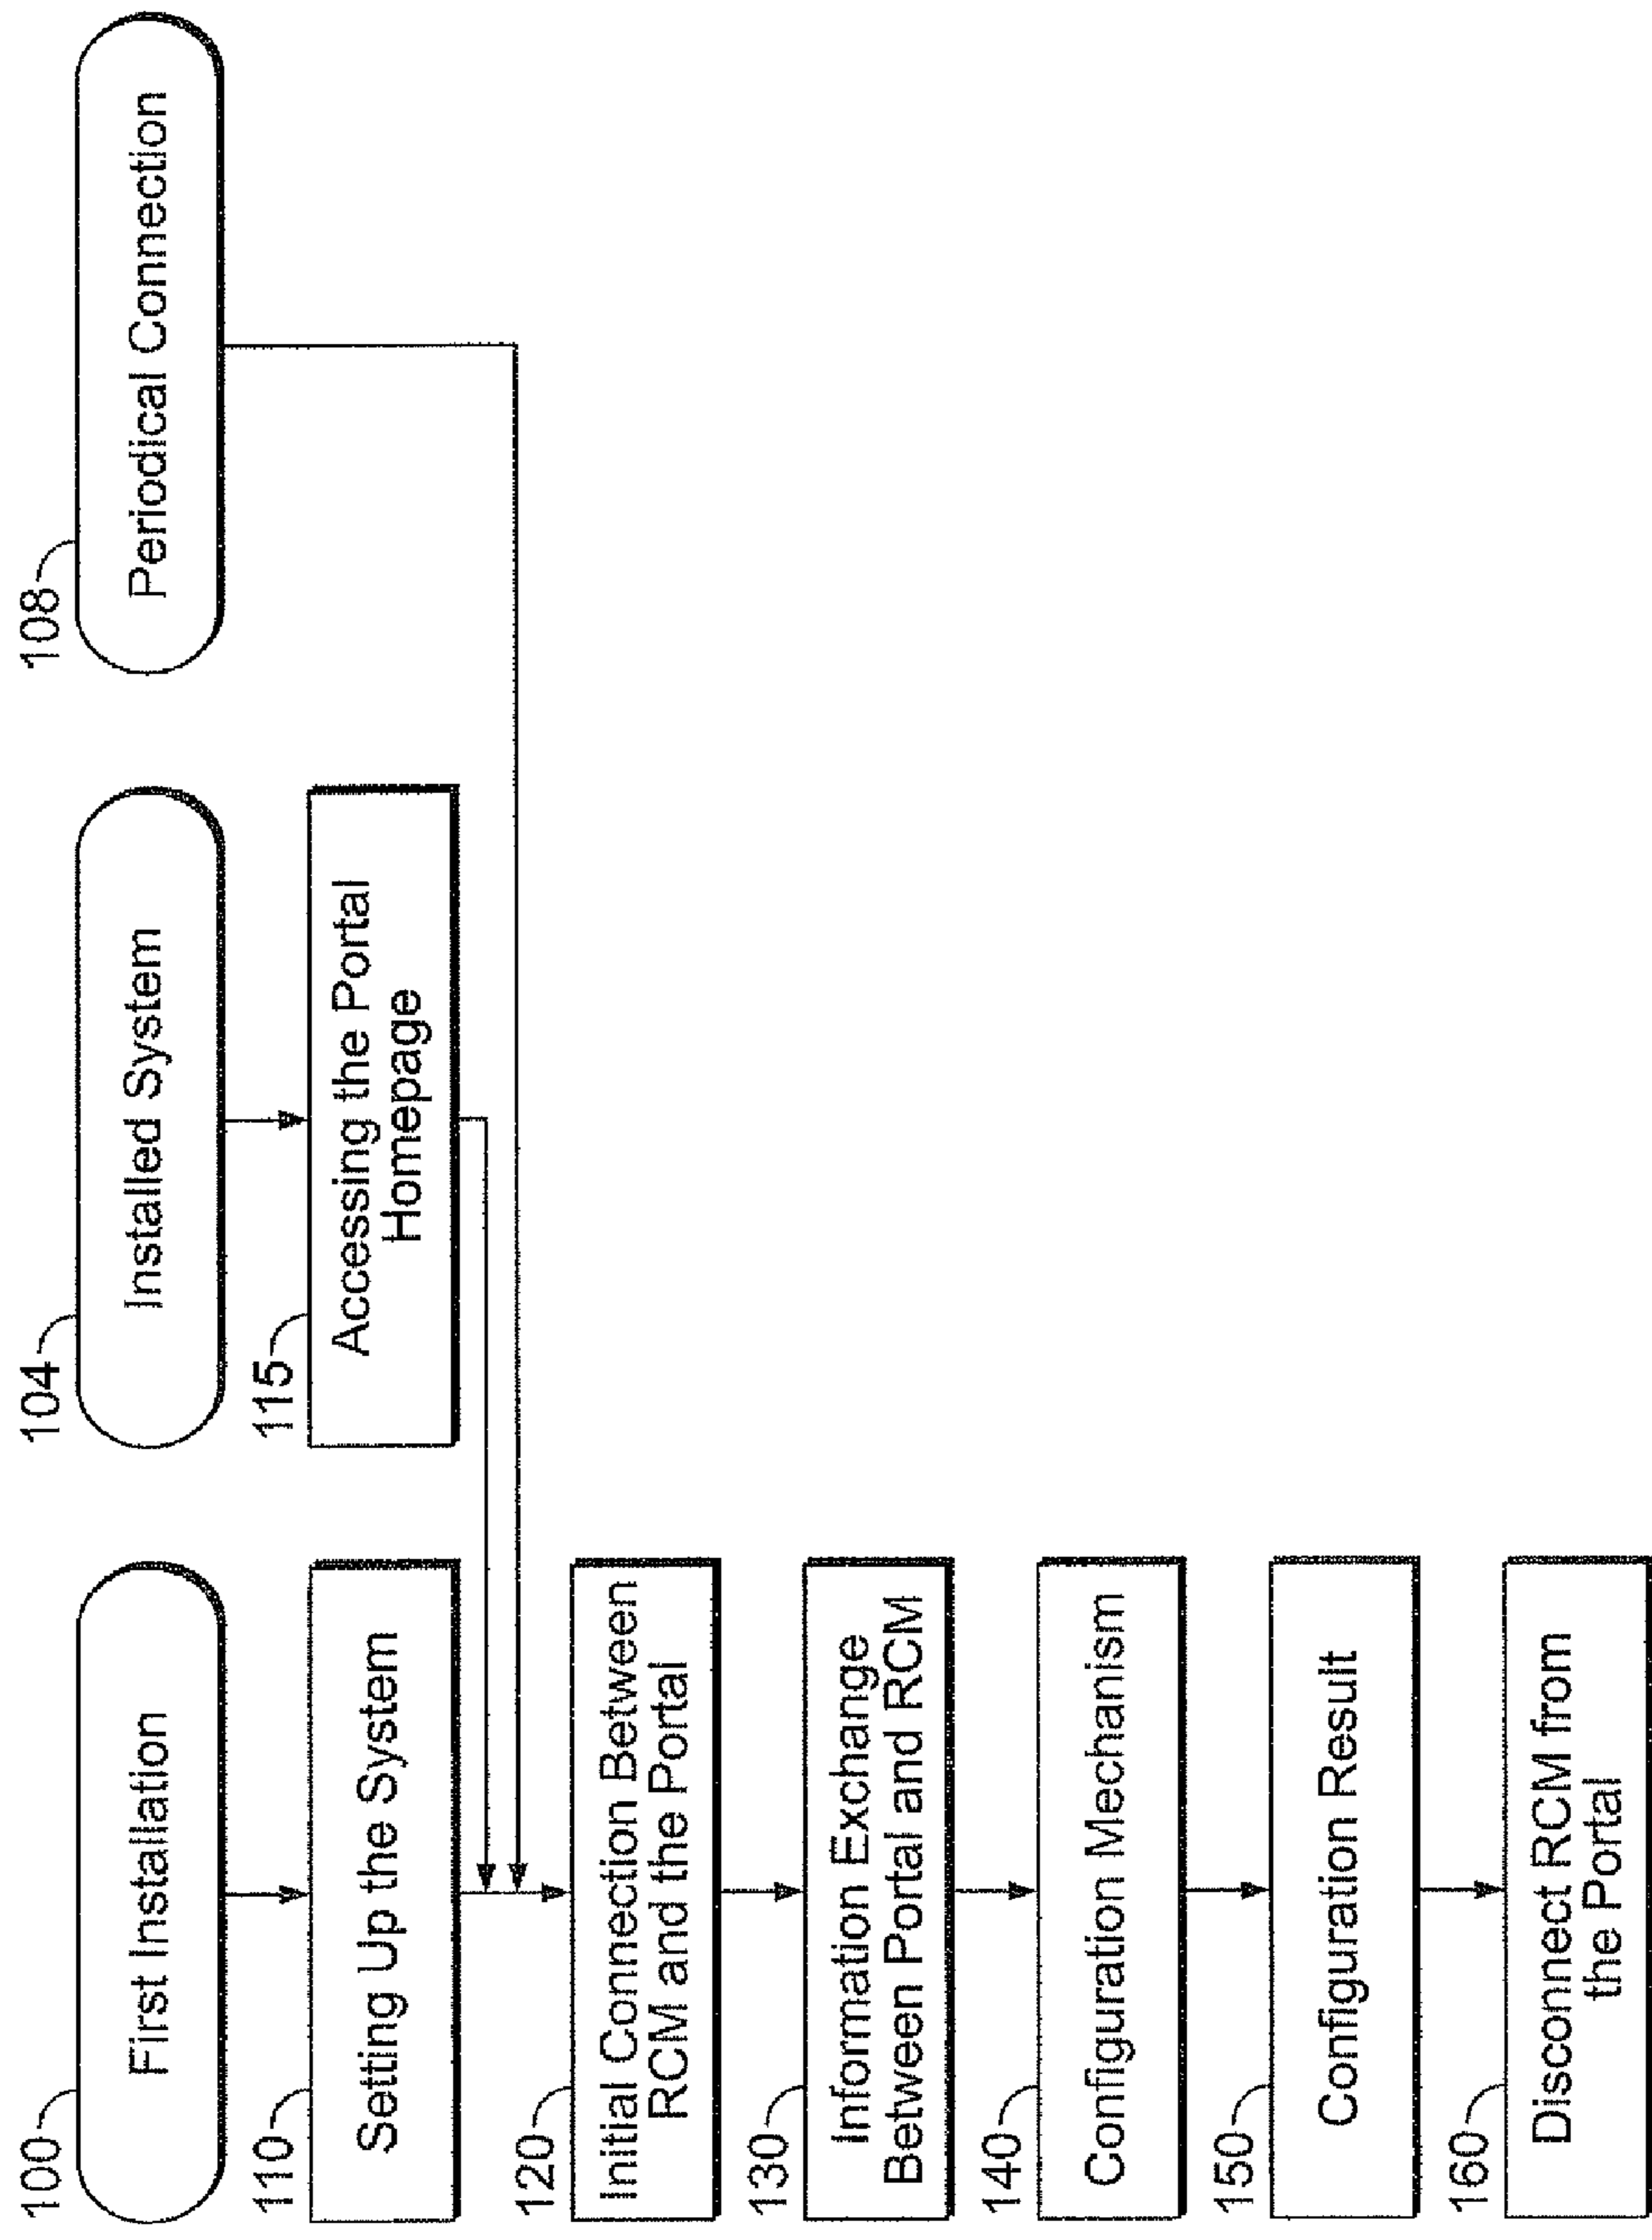 100
First Installation
104
Installed System
108
Periodical Connection
110
Setting Up the System
115
Accessing the Portal
Homepage
120
Initial Connection Between
RCM and the Portal
130
Information Exchange
Between Portal and RCM
140
Configuration Mechanism
150
Configuration Result
160
Disconnect RCM from
the Portal